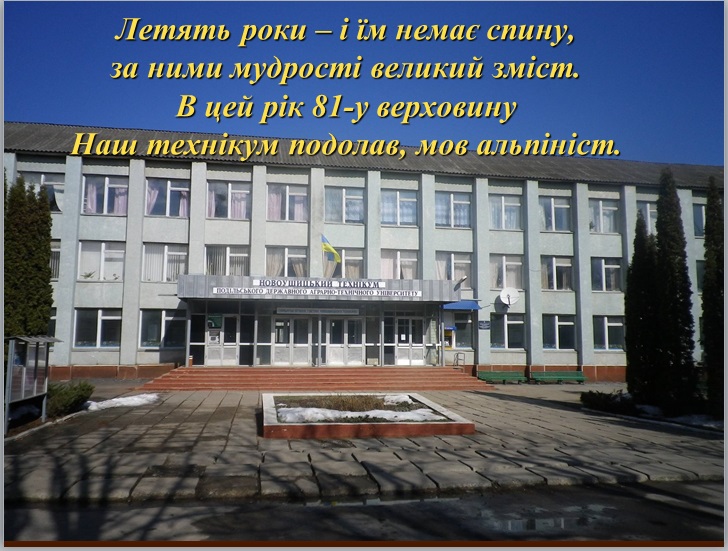 Летять роки – і їм немає спину,
за ними мудрості великий зміст.
В цей рік 81-у верховину
Наш технікум подолав, мов альпініст.
НОВОУШИЦЬКИЙ ТЕХНІКУМ
ПОДІЛЬСЬКОГО ДЕРЖАВНОГО АГРАРНО-ТЕХНІЧНОГО УНІВЕРСИТЕТУ